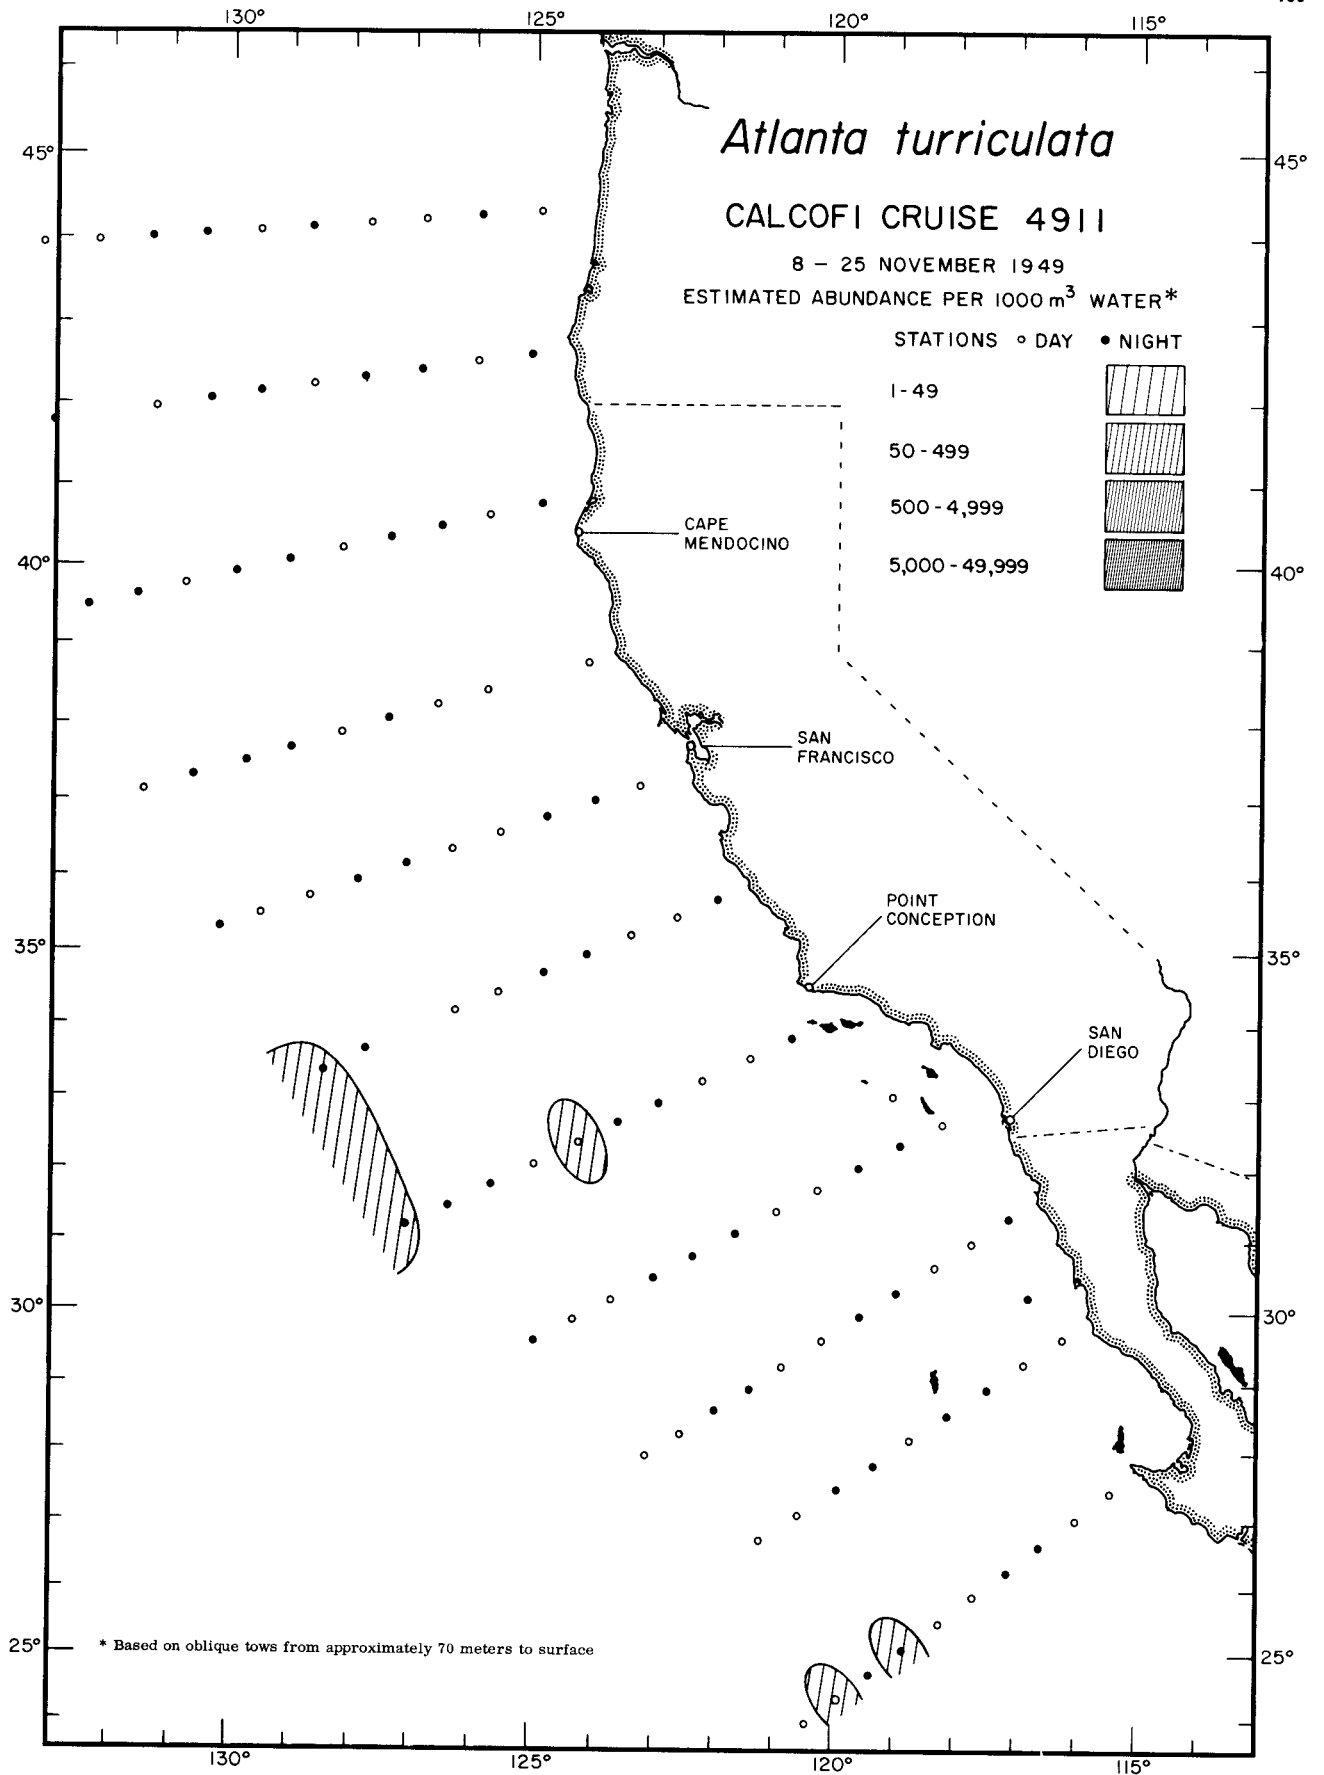 130°
125°
120°
115°
45°
45°
Atlanta turriculata
CALCOFI CRUISE 4911
8 – 25 NOVEMBER 1949
ESTIMATED ABUNDANCE PER 1000 m³ WATER*
STATIONS ○ DAY ● NIGHT
1-49
50-499
500-4,999
5,000-49,999
CAPE
MENDOCINO
40°
40°
SAN
FRANCISCO
POINT
CONCEPTION
35°
35°
SAN
DIEGO
30°
30°
25°
* Based on oblique tows from approximately 70 meters to surface
25°
130°
125°
120°
115°